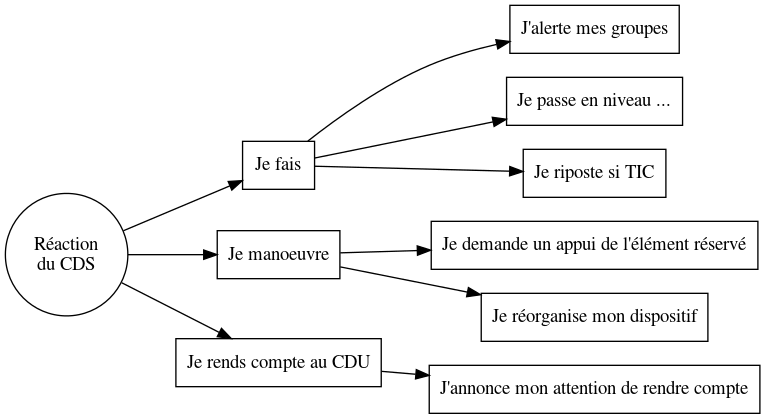 Réaction
du CDS
Je fais
J'alerte mes groupes
Je passe en niveau ...
Je riposte si TIC
Je manoeuvre
Je demande un appui de l'élément réservé
Je réorganise mon dispositif
Je rends compte au CDU
J'annonce mon attention de rendre compte